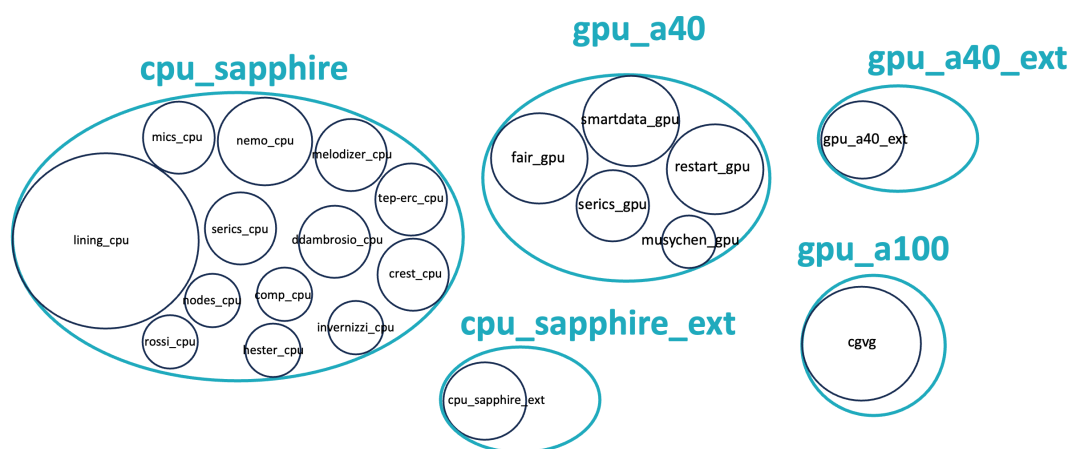 gpu_a40
gpu_a40_ext
cpu_sapphire
mics_cpu
nemo_cpu
melodizer_cpu
tep-erc_cpu
lining_cpu
serics_cpu
ddambrosio_cpu
crest_cpu
nodes_cpu
comp_cpu
invernizzi_cpu
rossi_cpu
hester_cpu
smartdata_gpu
fair_gpu
restart_gpu
serics_gpu
musychen_gpu
gpu_a40_ext
gpu_a100
cgvg
cpu_sapphire_ext
cpu_sapphire_ext